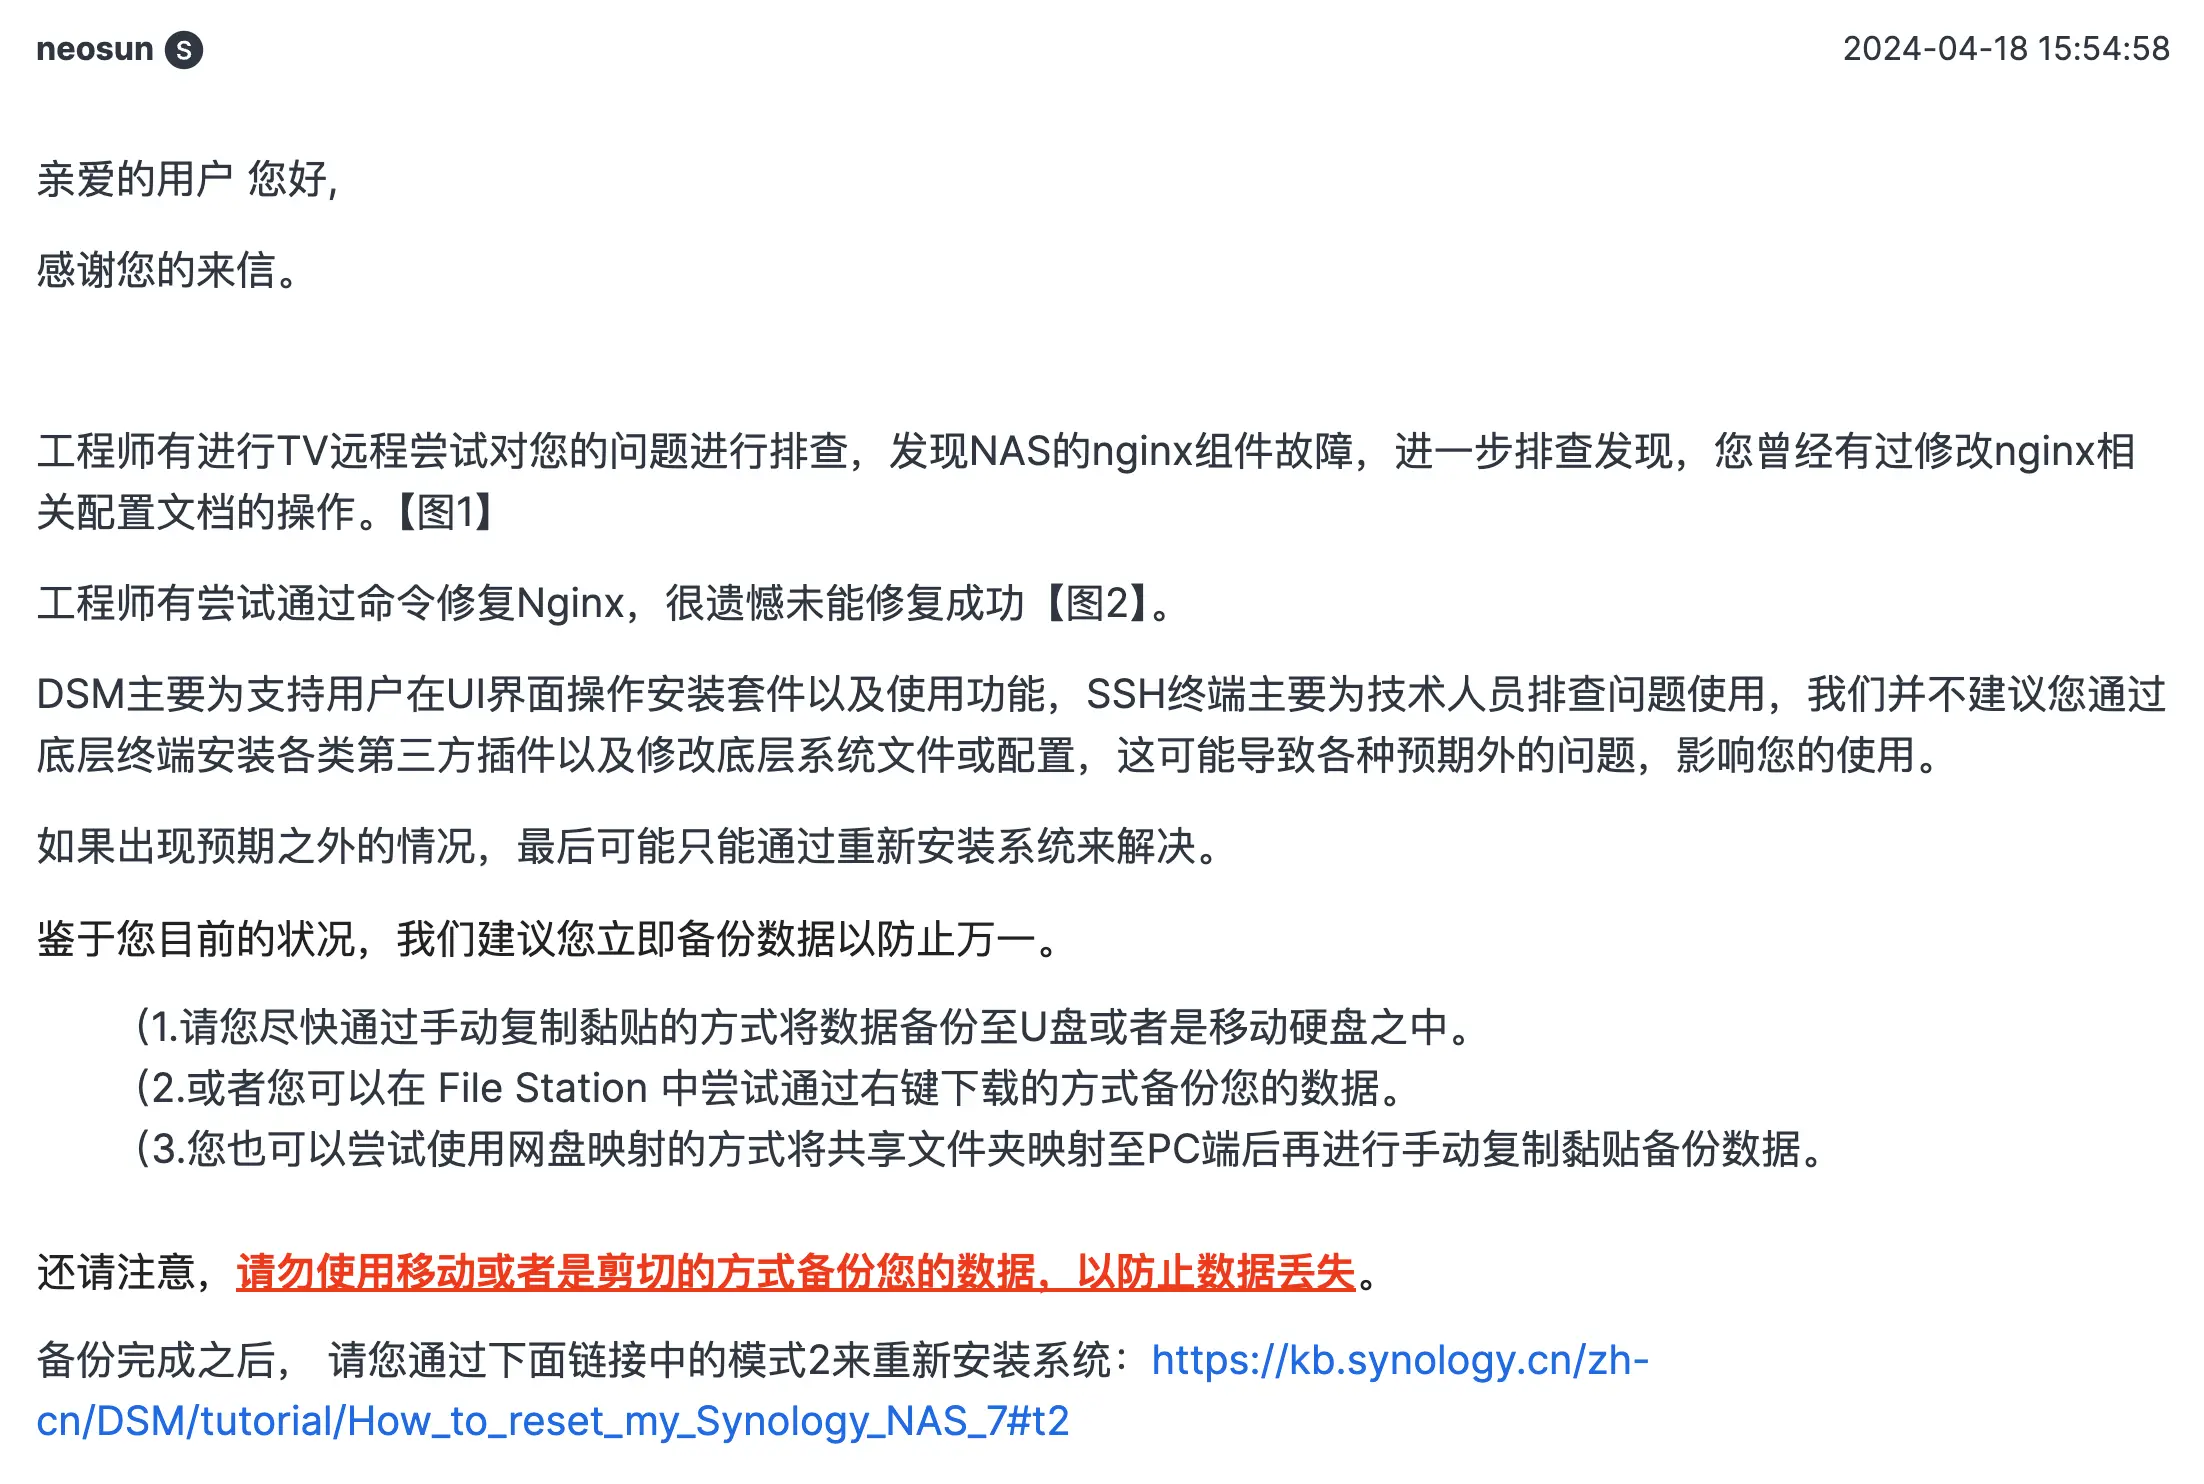 neosun S
2024-04-18 15:54:58
亲爱的用户 您好,
感谢您的来信。
工程师有进行TV远程尝试对您的问题进行排查，发现NAS的nginx组件故障，进一步排查发现，您曾经有过修改nginx相
关配置文档的操作。【图1】
工程师有尝试通过命令修复Nginx，很遗憾未能修复成功【图2】。
DSM主要为支持用户在UI界面操作安装套件以及使用功能，SSH终端主要为技术人员排查问题使用，我们并不建议您通过
底层终端安装各类第三方插件以及修改底层系统文件或配置，这可能导致各种预期外的问题，影响您的使用。
如果出现预期之外的情况，最后可能只能通过重新安装系统来解决。
鉴于您目前的状况，我们建议您立即备份数据以防止万一。
(1.请您尽快通过手动复制黏贴的方式将数据备份至U盘或者是移动硬盘之中。
(2.或者您可以在 File Station 中尝试通过右键下载的方式备份您的数据。
(3.您也可以尝试使用网盘映射的方式将共享文件夹映射至PC端后再进行手动复制黏贴备份数据。
还请注意，请勿使用移动或者是剪切的方式备份您的数据，以防止数据丢失。
备份完成之后， 请您通过下面链接中的模式2来重新安装系统：https://kb.synology.cn/zh-
cn/DSM/tutorial/How_to_reset_my_Synology_NAS_7#t2